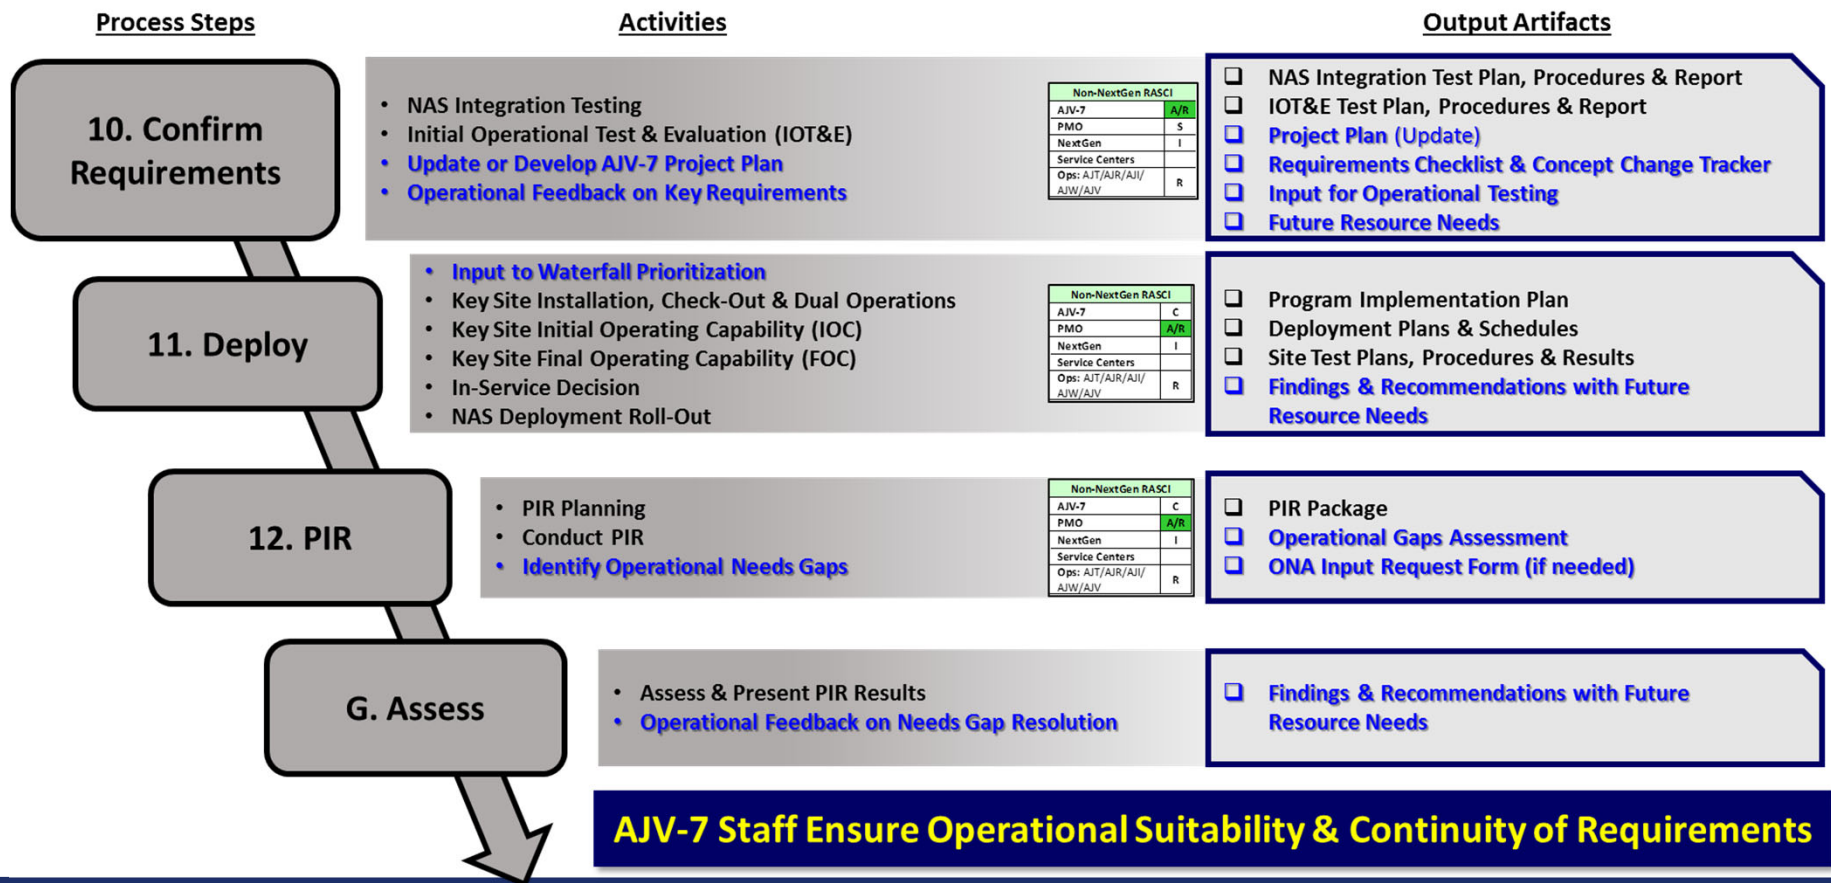 Process Steps
Activities
Output Artifacts
10. Confirm
Requirements
• NAS Integration Testing
• Initial Operational Test & Evaluation (IOT&E)
• Update or Develop AJV-7 Project Plan
• Operational Feedback on Key Requirements
Non-NextGen RASCI
AJV-7 A/R
PMO S
NextGen I
Service Centers
Ops: AJT/AJR/AJI/
AJW/AJV R
❑ NAS Integration Test Plan, Procedures & Report
❑ IOT&E Test Plan, Procedures & Report
❑ Project Plan (Update)
❑ Requirements Checklist & Concept Change Tracker
❑ Input for Operational Testing
❑ Future Resource Needs
11. Deploy
• Input to Waterfall Prioritization
• Key Site Installation, Check-Out & Dual Operations
• Key Site Initial Operating Capability (IOC)
• Key Site Final Operating Capability (FOC)
• In-Service Decision
• NAS Deployment Roll-Out
Non-NextGen RASCI
AJV-7 C
PMO A/R
NextGen I
Service Centers
Ops: AJT/AJR/AJI/
AJW/AJV R
❑ Program Implementation Plan
❑ Deployment Plans & Schedules
❑ Site Test Plans, Procedures & Results
❑ Findings & Recommendations with Future
Resource Needs
12. PIR
• PIR Planning
• Conduct PIR
• Identify Operational Needs Gaps
Non-NextGen RASCI
AJV-7 C
PMO A/R
NextGen I
Service Centers
Ops: AJT/AJR/AJI/
AJW/AJV R
❑ PIR Package
❑ Operational Gaps Assessment
❑ ONA Input Request Form (if needed)
G. Assess
• Assess & Present PIR Results
• Operational Feedback on Needs Gap Resolution
❑ Findings & Recommendations with Future
Resource Needs
AJV-7 Staff Ensure Operational Suitability & Continuity of Requirements